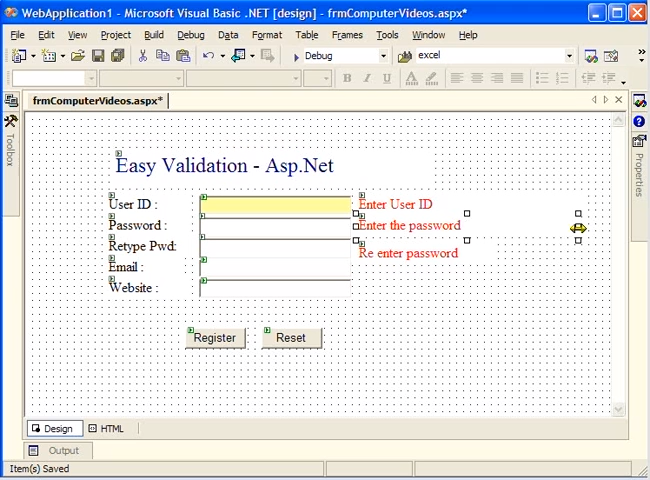 WebApplication1 - Microsoft Visual Basic .NET [design] - frmComputerVideos.aspx*
File Edit View Project Build Debug Data Format Table Frames Tools Window Help
Debug excel
B I U A
frmComputerVideos.aspx*
Toolbox
Properties
Easy Validation - Asp.Net
User ID : Enter User ID
Password : Enter the password
Retype Pwd: Re enter password
Email :
Website :
Register Reset
Design HTML
Output
Item(s) Saved